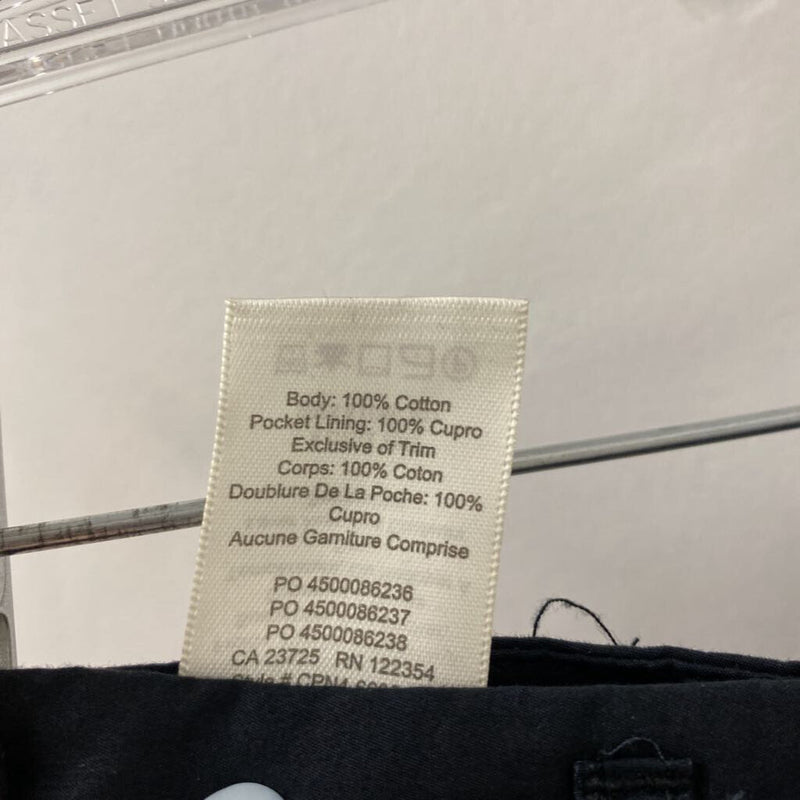 Body: 100% Cotton
Pocket Lining: 100% Cupro
Exclusive of Trim
Corps: 100% Coton
Doublure De La Poche: 100%
Cupro
Aucune Garniture Comprise
PO 4500086236
PO 4500086237
PO 4500086238
CA 23725 RN 122354
Style #